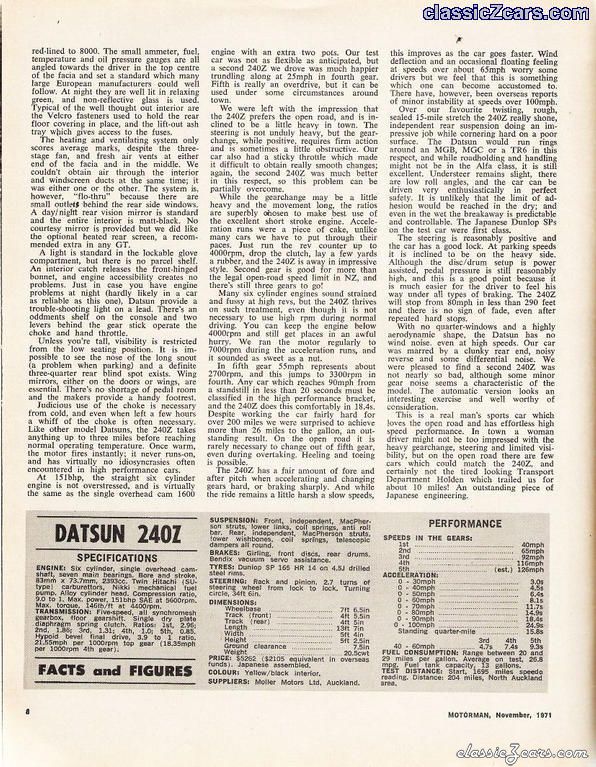 classicZcars.com
red-lined to 8000. The small ammeter, fuel,
temperature and oil pressure gauges are all
angled towards the driver in the top centre
of the facia and set a standard which many
large European manufacturers could well
follow. At night they are well lit in relaxing
green, and non-reflective glass is used.
Typical of the well thought out interior are
the Velcro fasteners used to hold the rear
floor covering in place, and the lift-out ash
tray which gives access to the fuses.
The heating and ventilating system only
scores average marks, despite the three-
stage fan, and fresh air vents at either
end of the facia and in the middle. We
couldn't obtain air through the interior
and windscreen ducts at the same time; it
was either one or the other. The system is
however, "flo-thru" because there are
small outlets behind the rear side windows.
A day/night rear vision mirror is standard
and the entire interior is matt-black. No
courtesy mirror is provided but we did like
the optional heated rear screen, a recom-
mended extra in any GT.
A light is standard in the lockable glove
compartment, but there is no parcel shelf.
An interior catch releases the front-hinged
bonnet, and engine accessibility creates no
problems. Just in case you have engine
problems at night (hardly likely in a car
as reliable as this one), Datsun provide a
trouble-shooting light on a lead. There's an
oddments shelf on the console and two
levers behind the gear stick operate the
choke and hand throttle.
Unless you're tall, visibility is restricted
from the low seating position. It is im-
possible to see the nose of the long snout
(a problem when parking) and a definite
three-quarter rear blind spot exists. Wing
mirrors, either on the doors or wings, are
essential. There's no shortage of pedal room
and the makers provide a handy footrest.
Judicious use of the choke is necessary
from cold, and even when left a few hours
a whiff of the choke is often necessary.
Like other model Datsuns, the 240Z takes
anything up to three miles before reaching
normal operating temperature. Once warm,
the motor fires instantly; it never runs-on,
and has virtually no idiosyncrasies often
encountered in high performance cars.
At 151bhp, the straight six cylinder
engine is not overstressed, and is virtually
the same as the single overhead cam 1600
engine with an extra two pots. Our test
car was not as flexible as anticipated, but
a second 240Z we drove was much happier
trundling along at 25mph in fourth gear.
Fifth is really an overdrive, but it can be
used under some circumstances around
town.
We were left with the impression that
the 240Z prefers the open road, and is in-
clined to be a little heavy in town. The
steering is not unduly heavy, but the gear-
change, while positive, requires firm action
and is sometimes a little obstructive. Our
car also had a sticky throttle which made
it difficult to obtain really smooth changes;
again, the second 240Z was much better
in this respect, so this problem can be
partially overcome.
While the gearchange may be a little
heavy and the movement long, the ratios
are superbly chosen to make best use of
the excellent short stroke engine. Accele-
ration runs were a piece of cake, unlike
many cars we have to put through their
paces. Just run the rev counter up to
4000rpm, drop the clutch, lay a few yards
a rubber, and the 240Z is away in impressive
style. Second gear is good for more than
the legal open-road speed limit in NZ, and
there's still three gears to go!
Many six cylinder engines sound strained
and fussy at high revs, but the 240Z thrives
on such treatment, even though it is not
necessary to use high rpm during normal
driving. You can keep the engine below
4000rpm and still get places in an awful
hurry. We ran the motor regularly to
7000rpm during the acceleration runs, and
it sounded as sweet as a nut.
In fifth gear 55mph represents about
2700rpm, and this jumps to 3300rpm in
fourth. Any car which reaches 90mph from
a standstill in less than 20 seconds must be
classified in the high performance bracket,
and the 240Z does this comfortably in 18.4s.
Despite working the car fairly hard for
over 200 miles we were surprised to achieve
more than 26 miles to the gallon, an out-
standing result. On the open road it is
rarely necessary to change out of fifth gear,
even during overtaking. Heeling and toeing
is possible.
The 240Z has a fair amount of fore and
after pitch when accelerating and changing
gears hard, or braking sharply. And while
the ride remains a little harsh a slow speeds,
this improves as the car goes faster. Wind
deflection and an occasional floating feeling
at speeds over about 65mph worry some
drivers but we feel that this is something to
which one can become accustomed to.
There have, however, been overseas reports
of minor instability at speeds over 100mph.
Over our favourite twisting, rough,
sealed 15-mile stretch the 240Z really shone,
independent rear suspension doing an im-
pressive job while cornering hard on a poor
surface. The Datsun would run rings
around an MGB, MGC or a TR6 in this
respect, and while roadholding and handling
might not be in the Alfa class, it is still
excellent. Understeer remains slight, there
are low roll angles, and the car can be
driven very enthusiastically in perfect
safety. It is unlikely that the limit of ad-
hesion would be reached in the dry; and
even in the wet the breakaway is predictable
and controllable. The Japanese Dunlop SPs
on the test car were first class.
The steering is reasonably positive and
the car has a good lock. At parking speeds
it is inclined to be on the heavy side.
Although the disc/drum setup is power
assisted, pedal pressure is still reasonably
high, and this is a good point because it
is much easier for the driver to feel his
way under all types of braking. The 240Z
will stop from 80mph in less than 290 feet
and there is no sign of fade, even after
repeated hard stops.
With no quarter-windows and a highly
aerodynamic shape, the Datsun has no
wind noise, even at high speeds. Our car
was marred by a clunky rear end, noisy
reverse and some differential noise. We
were pleased to find a second 240Z was
not nearly so bad, although some minor
gear noise seems a characteristic of the
model. The automatic version looks an
interesting exercise and well worthy of
consideration.
This is a real man's sports car which
loves the open road and has effortless high
speed performance. In town a woman
driver might not be too impressed with the
heavy gearchange, steering and limited visi-
bility, but on the open road there are few
cars which could match the 240Z, and
certainly not the tired looking Transport
Department Holden which trailed us for
about 10 miles! An outstanding piece of
Japanese engineering.
DATSUN 240Z
SPECIFICATIONS
ENGINE: Six cylinder, single overhead cam-
shaft, seven main bearings. Bore and stroke,
83mm x 73.7mm, 2393cc. Twin Hitachi (SU-
type) carburettors, Nikki mechanical fuel
pump. Alloy cylinder head. Compression ratio,
9.0 to 1. Max. power, 151bhp SAE at 5600rpm.
Max. torque, 146lb/ft at 4400rpm.
TRANSMISSION: Five-speed, all synchromesh
gearbox, floor gearshift. Single dry plate
diaphragm spring clutch. Ratios: 1st, 2.96;
2nd, 1.86; 3rd, 1.31; 4th, 1.0; 5th, 0.85.
Hypoid bevel final drive, 3.9 to 1 ratio.
21.55mph per 1000rpm top gear (18.35mph
per 1000rpm 4th gear).
FACTS and FIGURES
SUSPENSION: Front, independent, MacPher-
son struts, lower links, coil springs, anti roll
bar. Rear, independent, MacPherson struts,
lower wishbones, coil springs, telescopic
dampers all round.
BRAKES: Girling, front discs, rear drums.
Bendix vacuum servo assistance.
TYRES: Dunlop SP 165 HR 14 on 4.5J drilled
steel rims.
STEERING: Rack and pinion, 2.7 turns of
steering wheel from lock to lock. Turning
circle, 34ft 6in.
DIMENSIONS:
Wheelbase 7ft 6.5in
Track (front) 4ft 5.5in
Track (rear) 4ft 5in
Length 13ft 7in
Width 5ft 4in
Height 5ft 2.5in
Ground clearance 7.5in
Weight 20.5cwt
PRICE: $5262 ($2105 equivalent in overseas
funds). Japanese assembled.
COLOUR: Yellow/black interior.
SUPPLIERS: Moller Motors Ltd, Auckland.
PERFORMANCE
SPEEDS IN THE GEARS:
1st 40mph
2nd 65mph
3rd 92mph
4th 116mph
5th (est.) 126mph
ACCELERATION:
0 - 30mph 3.0s
0 - 40mph 4.5s
0 - 50mph 6.4s
0 - 60mph 8.1s
0 - 70mph 11.7s
0 - 80mph 14.9s
0 - 90mph 18.4s
0 - 100mph 24.9s
Standing quarter-mile 15.8s
3rd 4th 5th
40 - 60mph 4.7s 7.4s 9.3s
FUEL CONSUMPTION: Range between 20 and
29 miles per gallon. Average on test, 26.8
mpg. Fuel tank capacity, 13 gallons.
TEST DISTANCE: Start, 1695 miles speedo
reading. Distance: 204 miles, North Auckland
area.
8
MOTORMAN, November, 1971
classicZcars.com